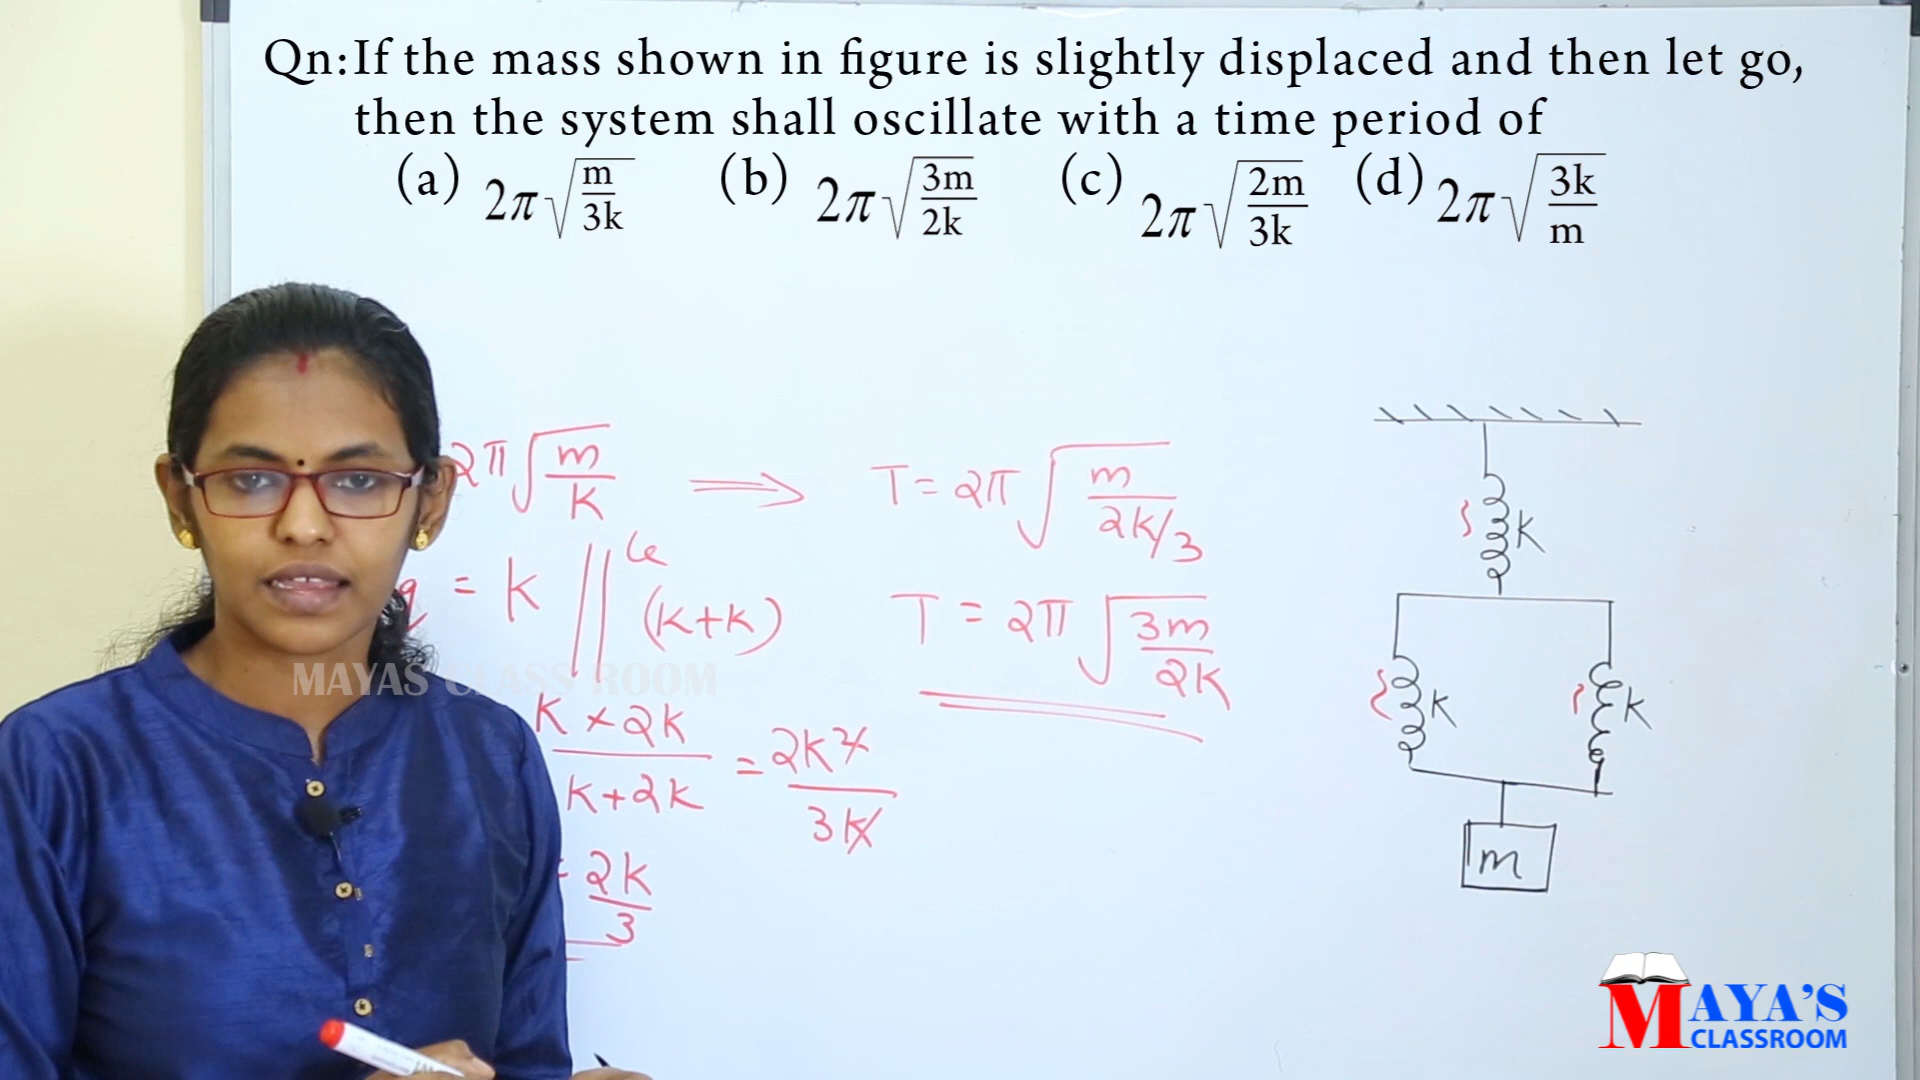 Qn: If the mass shown in figure is slightly displaced and then let go,
then the system shall oscillate with a time period of
(a) 2π√(m/3k) (b) 2π√(3m/2k) (c) 2π√(2m/3k) (d) 2π√(3k/m)
2π√(m/K) ⟹ T = 2π√(m/(2K/3))
q = K || (K+K)
T = 2π√(3m/2K)
(K × 2K)/(K+2K) = 2K²/3K
= 2K/3
K
K
K
m
MAYAS CLASS ROOM
MAYA'S
CLASSROOM